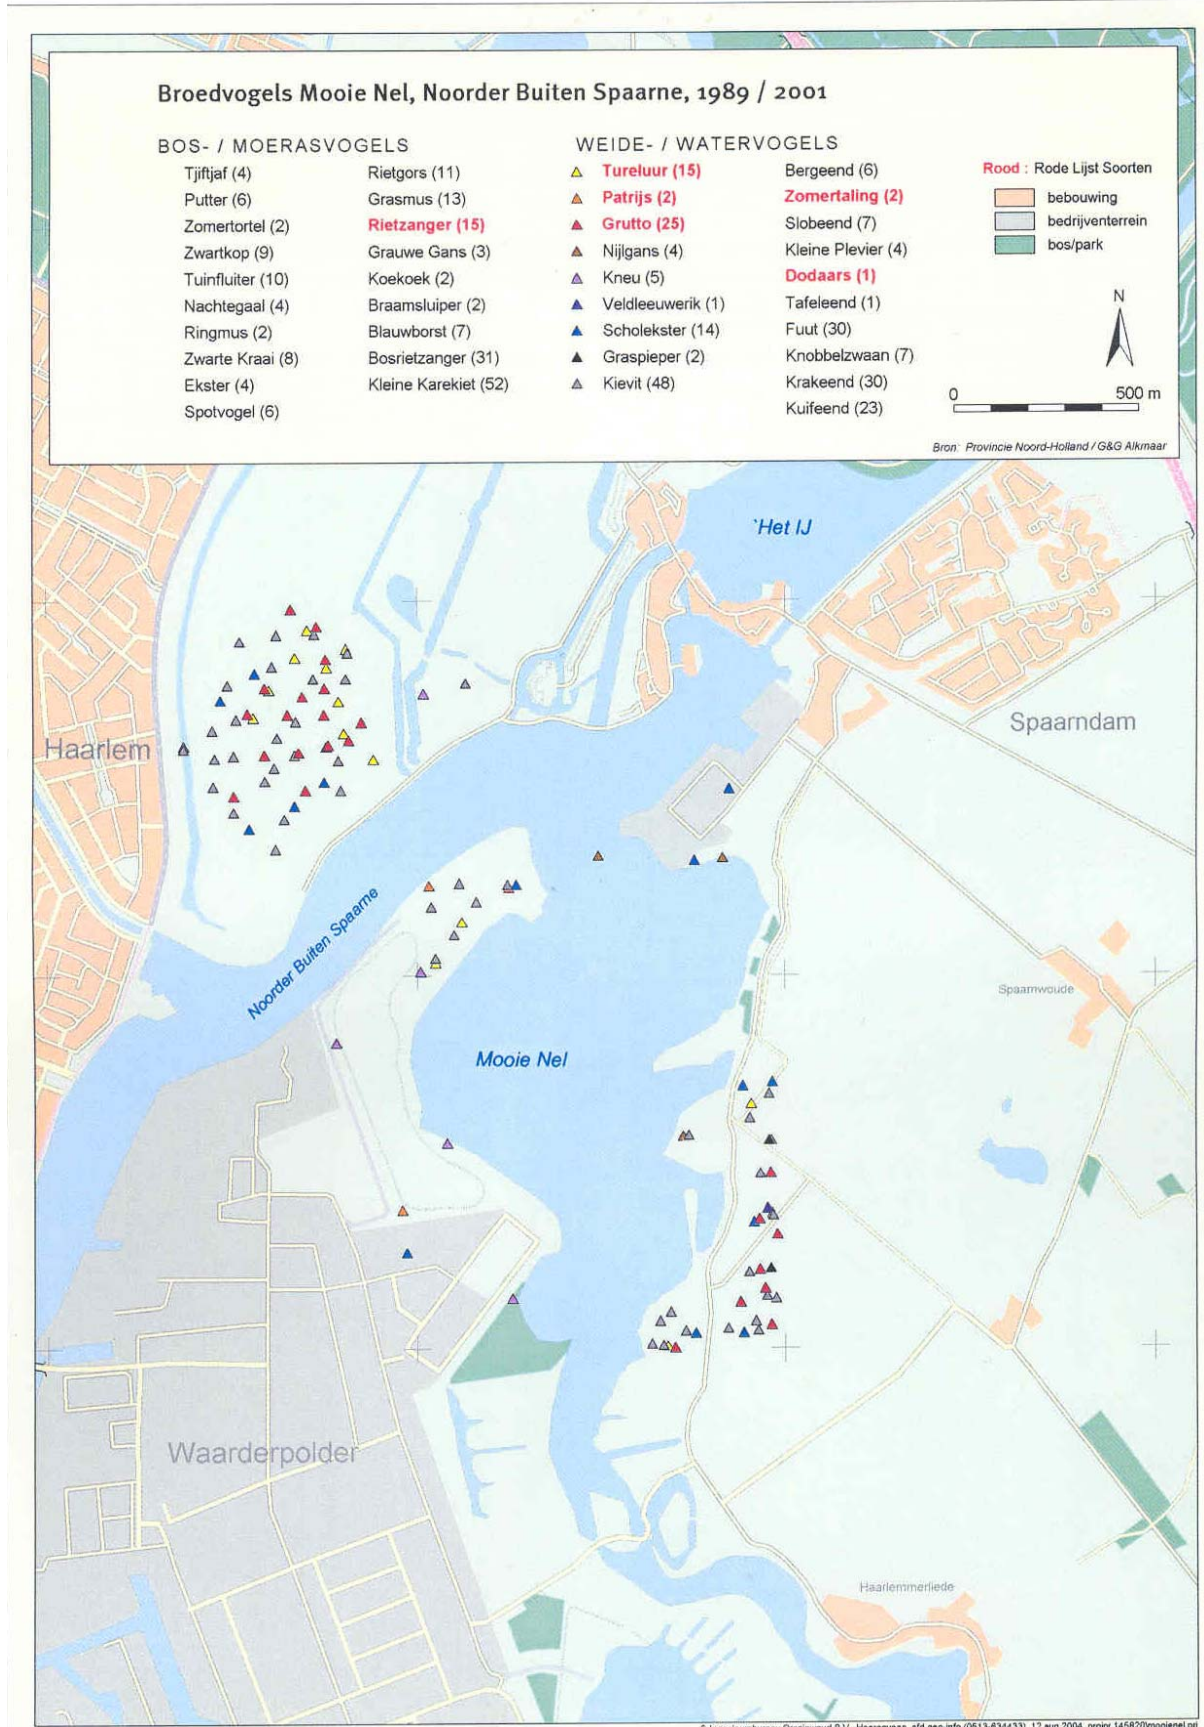 Broedvogels Mooie Nel, Noorder Buiten Spaarne, 1989 / 2001
BOS- / MOERASVOGELS
Tjiftjaf (4)
Putter (6)
Zomertortel (2)
Zwartkop (9)
Tuinfluiter (10)
Nachtegaal (4)
Ringmus (2)
Zwarte Kraai (8)
Ekster (4)
Spotvogel (6)
Rietgors (11)
Grasmus (13)
Rietzanger (15)
Grauwe Gans (3)
Koekoek (2)
Braamsluiper (2)
Blauwborst (7)
Bosrietzanger (31)
Kleine Karekiet (52)
WEIDE- / WATERVOGELS
Tureluur (15)
Patrijs (2)
Grutto (25)
Nijlgans (4)
Kneu (5)
Veldleeuwerik (1)
Scholekster (14)
Graspieper (2)
Kievit (48)
Bergeend (6)
Zomertaling (2)
Slobeend (7)
Kleine Plevier (4)
Dodaars (1)
Tafeleend (1)
Fuut (30)
Knobbelzwaan (7)
Krakeend (30)
Kuifeend (23)
Rood : Rode Lijst Soorten
bebouwing
bedrijventerrein
bos/park
N
0 500 m
Bron: Provincie Noord-Holland / G&G Alkmaar
'Het IJ
Spaarndam
Haarlem
Noorder Buiten Spaarne
Spaarnwoude
Mooie Nel
Waarderpolder
Haarlemmerliede